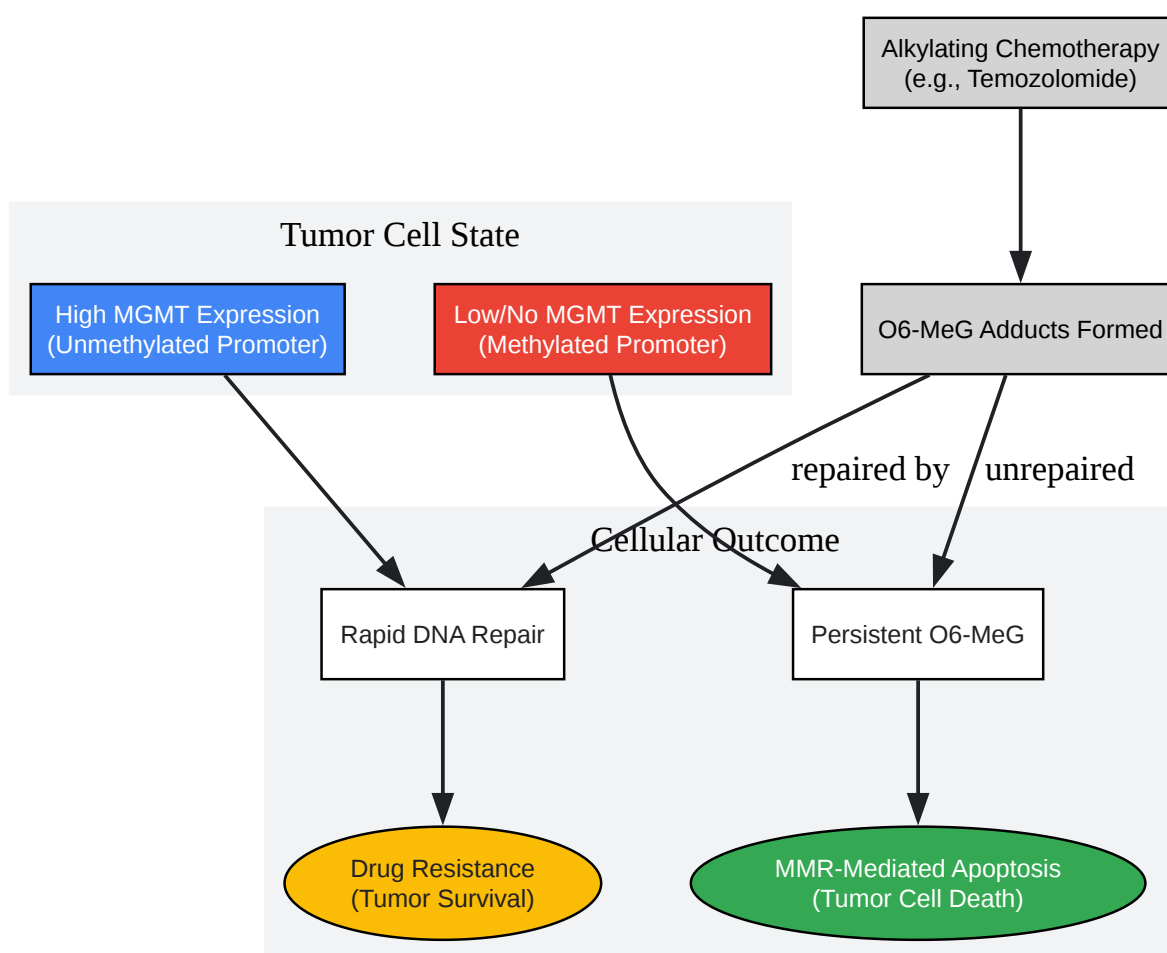 Alkylating Chemotherapy
(e.g., Temozolomide)
Tumor Cell State
High MGMT Expression
(Unmethylated Promoter)
Low/No MGMT Expression
(Methylated Promoter)
O6-MeG Adducts Formed
repaired by
unrepaired
Cellular Outcome
Rapid DNA Repair
Persistent O6-MeG
Drug Resistance
(Tumor Survival)
MMR-Mediated Apoptosis
(Tumor Cell Death)